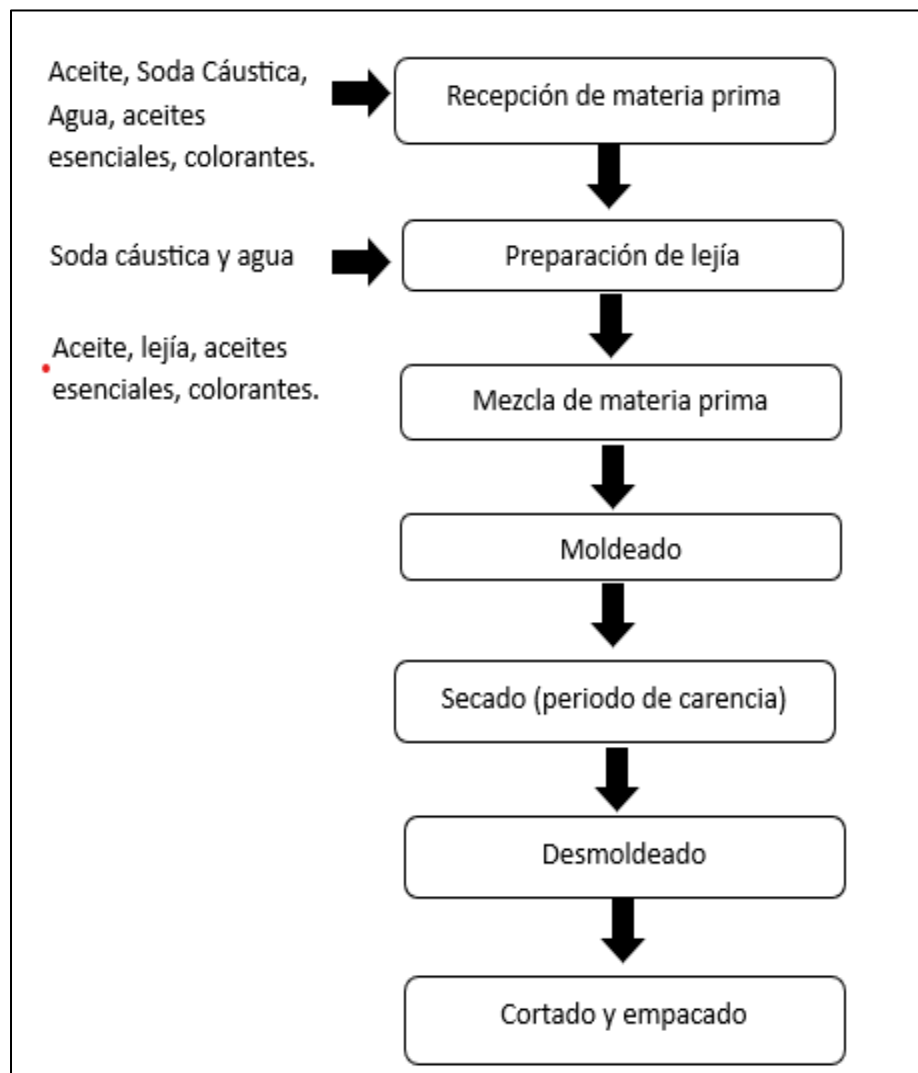 Aceite, Soda Cáustica,
Agua, aceites
esenciales, colorantes.
Recepción de materia prima
Soda cáustica y agua
Preparación de lejía
Aceite, lejía, aceites
esenciales, colorantes.
Mezcla de materia prima
Moldeado
Secado (periodo de carencia)
Desmoldeado
Cortado y empacado